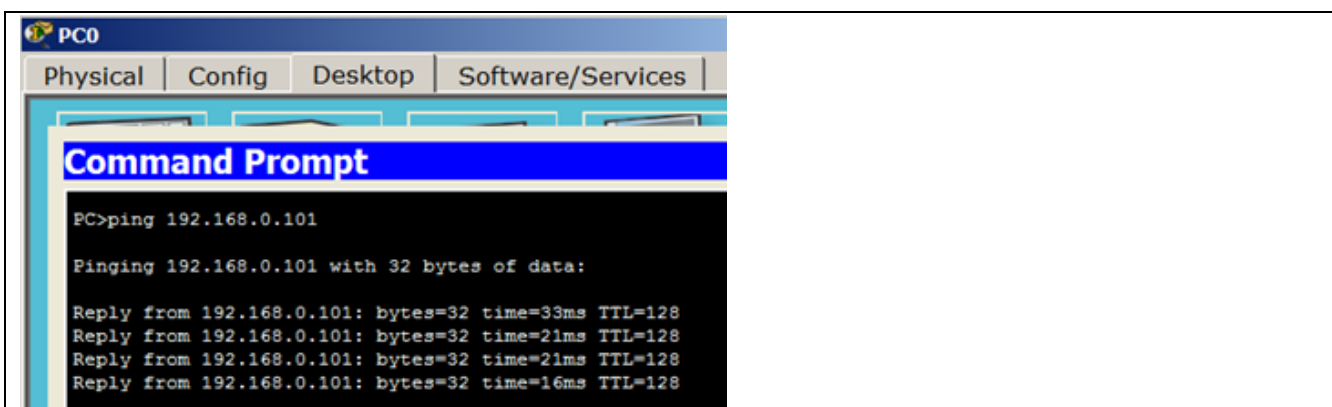 PC0
Physical Config Desktop Software/Services
Command Prompt
PC>ping 192.168.0.101
Pinging 192.168.0.101 with 32 bytes of data:
Reply from 192.168.0.101: bytes=32 time=33ms TTL=128
Reply from 192.168.0.101: bytes=32 time=21ms TTL=128
Reply from 192.168.0.101: bytes=32 time=21ms TTL=128
Reply from 192.168.0.101: bytes=32 time=16ms TTL=128